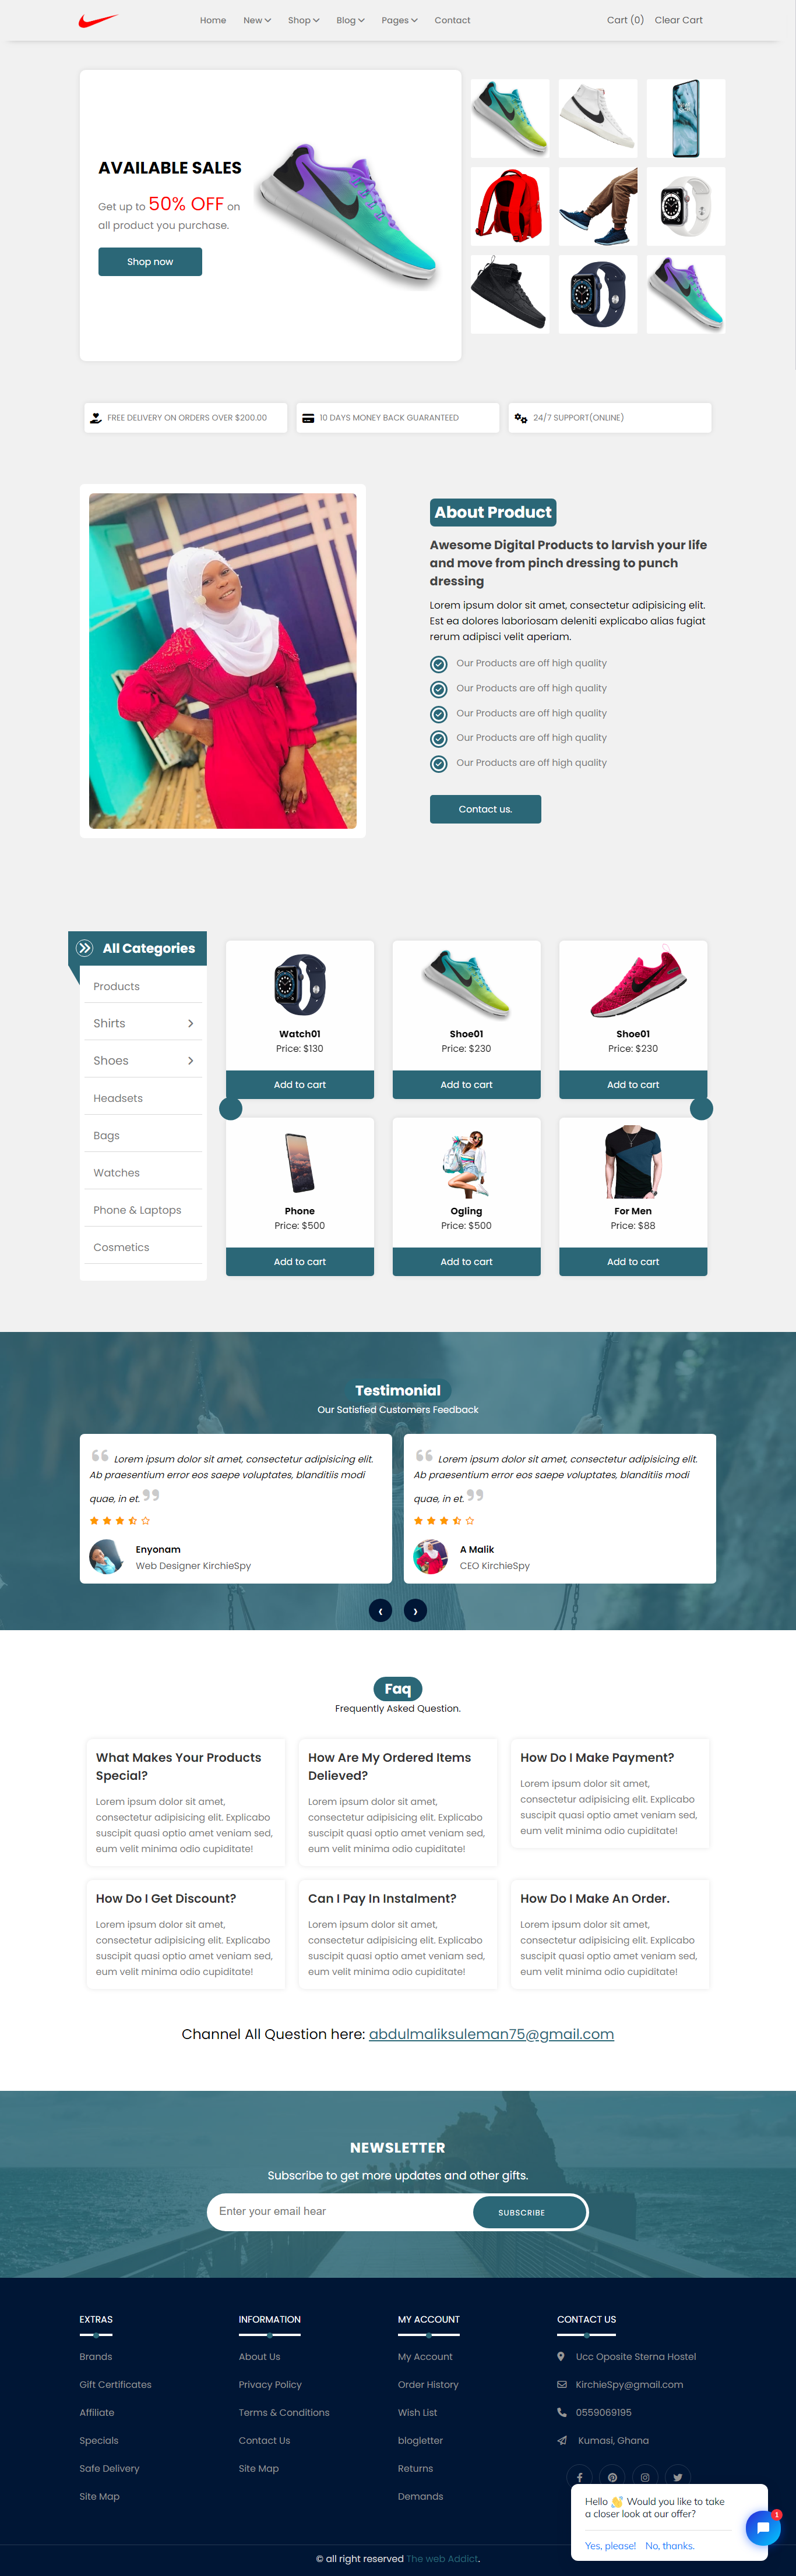 Home New Shop Blog Pages Contact Cart (0) Clear Cart
AVAILABLE SALES
Get up to 50% OFF on
all product you purchase.
Shop now
FREE DELIVERY ON ORDERS OVER $200.00
10 DAYS MONEY BACK GUARANTEED
24/7 SUPPORT(ONLINE)
About Product
Awesome Digital Products to larvish your life
and move from pinch dressing to punch
dressing
Lorem ipsum dolor sit amet, consectetur adipisicing elit.
Est ea dolores laboriosam deleniti explicabo alias fugiat
rerum adipisci velit aperiam.
Our Products are off high quality
Our Products are off high quality
Our Products are off high quality
Our Products are off high quality
Our Products are off high quality
Contact us.
All Categories
Products
Shirts
Shoes
Headsets
Bags
Watches
Phone & Laptops
Cosmetics
Watch01
Price: $130
Add to cart
Shoe01
Price: $230
Add to cart
Shoe01
Price: $230
Add to cart
Phone
Price: $500
Add to cart
Ogling
Price: $500
Add to cart
For Men
Price: $88
Add to cart
Testimonial
Our Satisfied Customers Feedback
“ Lorem ipsum dolor sit amet, consectetur adipisicing elit.
Ab praesentium error eos saepe voluptates, blanditiis modi
quae, in et. ”
Enyonam
Web Designer KirchieSpy
“ Lorem ipsum dolor sit amet, consectetur adipisicing elit.
Ab praesentium error eos saepe voluptates, blanditiis modi
quae, in et. ”
A Malik
CEO KirchieSpy
‹ ›
Faq
Frequently Asked Question.
What Makes Your Products
Special?
Lorem ipsum dolor sit amet,
consectetur adipisicing elit. Explicabo
suscipit quasi optio amet veniam sed,
eum velit minima odio cupiditate!
How Are My Ordered Items
Delieved?
Lorem ipsum dolor sit amet,
consectetur adipisicing elit. Explicabo
suscipit quasi optio amet veniam sed,
eum velit minima odio cupiditate!
How Do I Make Payment?
Lorem ipsum dolor sit amet,
consectetur adipisicing elit. Explicabo
suscipit quasi optio amet veniam sed,
eum velit minima odio cupiditate!
How Do I Get Discount?
Lorem ipsum dolor sit amet,
consectetur adipisicing elit. Explicabo
suscipit quasi optio amet veniam sed,
eum velit minima odio cupiditate!
Can I Pay In Instalment?
Lorem ipsum dolor sit amet,
consectetur adipisicing elit. Explicabo
suscipit quasi optio amet veniam sed,
eum velit minima odio cupiditate!
How Do I Make An Order.
Lorem ipsum dolor sit amet,
consectetur adipisicing elit. Explicabo
suscipit quasi optio amet veniam sed,
eum velit minima odio cupiditate!
Channel All Question here: abdulmaliksuleman75@gmail.com
NEWSLETTER
Subscribe to get more updates and other gifts.
Enter your email hear
SUBSCRIBE
EXTRAS
Brands
Gift Certificates
Affiliate
Specials
Safe Delivery
Site Map
INFORMATION
About Us
Privacy Policy
Terms & Conditions
Contact Us
Site Map
MY ACCOUNT
My Account
Order History
Wish List
blogletter
Returns
Demands
CONTACT US
Ucc Oposite Sterna Hostel
KirchieSpy@gmail.com
0559069195
Kumasi, Ghana
Hello 👋 Would you like to take
a closer look at our offer?
Yes, please! No, thanks.
1
© all right reserved The web Addict.